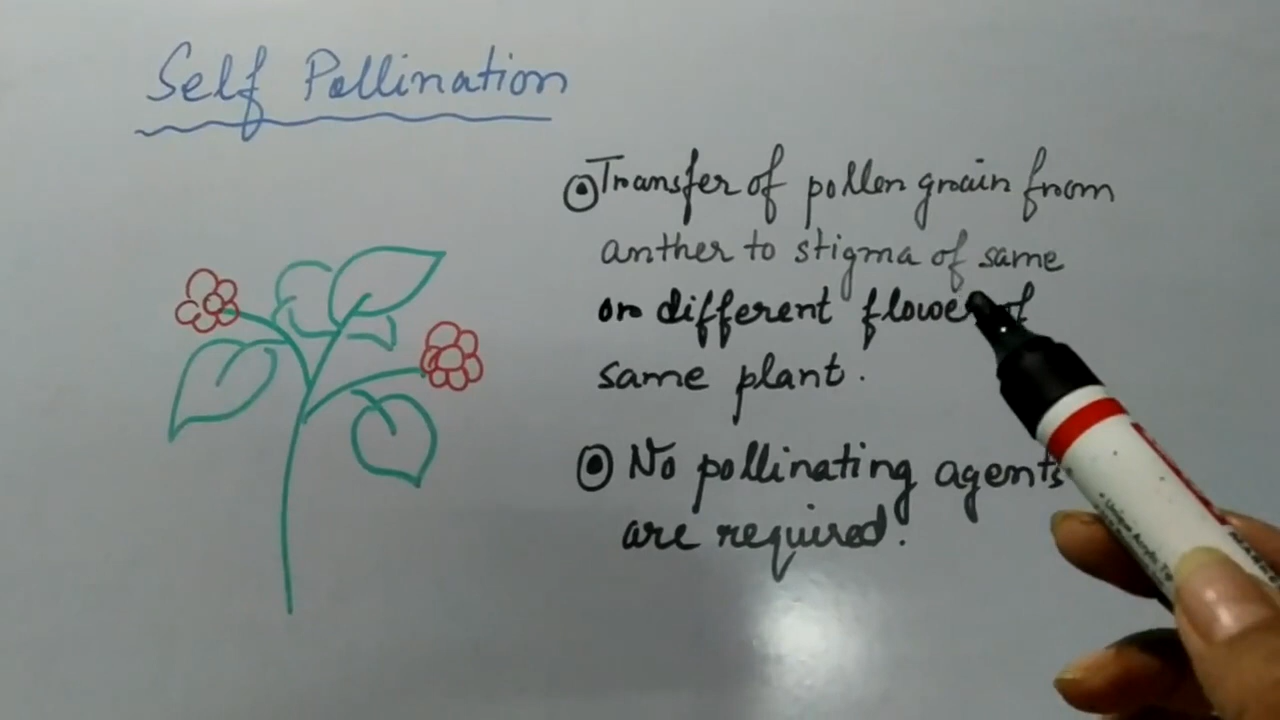 Self Pollination
⊙ Transfer of pollen grain from
anther to stigma of same
or different flower of
same plant.
⊙ No pollinating agents
are required.